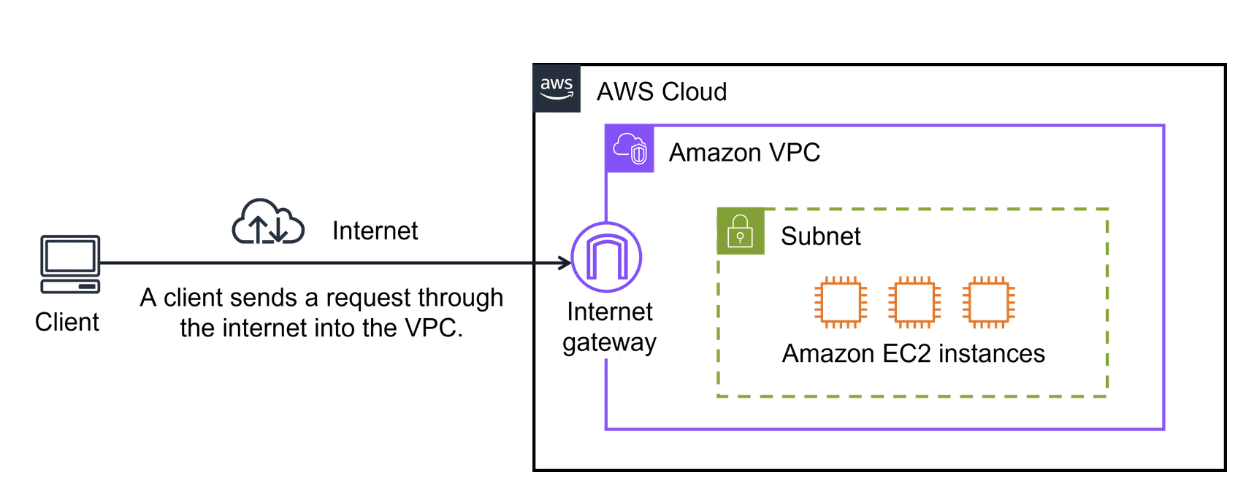 aws
AWS Cloud
Amazon VPC
Internet
Subnet
Client
A client sends a request through
the internet into the VPC.
Internet
gateway
Amazon EC2 instances